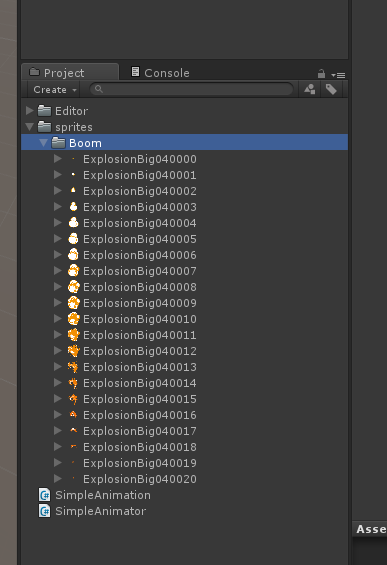 Project Console
Create
Editor
sprites
Boom
ExplosionBig040000
ExplosionBig040001
ExplosionBig040002
ExplosionBig040003
ExplosionBig040004
ExplosionBig040005
ExplosionBig040006
ExplosionBig040007
ExplosionBig040008
ExplosionBig040009
ExplosionBig040010
ExplosionBig040011
ExplosionBig040012
ExplosionBig040013
ExplosionBig040014
ExplosionBig040015
ExplosionBig040016
ExplosionBig040017
ExplosionBig040018
ExplosionBig040019
ExplosionBig040020
SimpleAnimation
SimpleAnimator
Asse